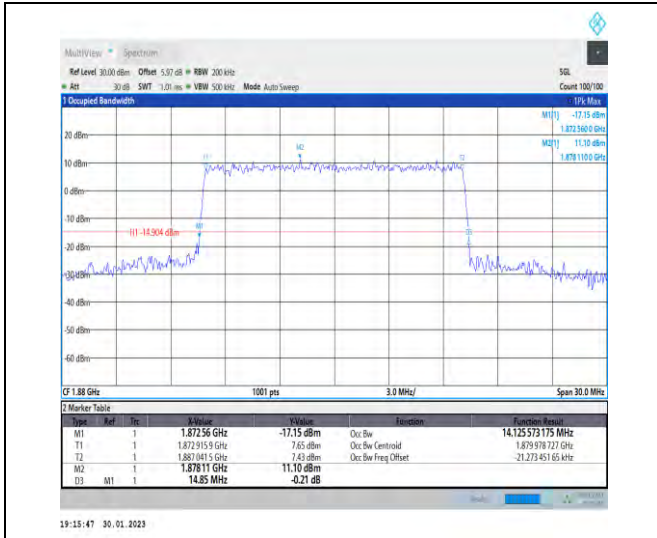 MultiView Spectrum
Ref Level 30.00 dBm Offset 5.97 dB RBW 200 kHz SGL
Att 30 dB SWT 1.01 ms VBW 500 kHz Mode Auto Sweep Count 100/100
1 Occupied Bandwidth 1Pk Max
M1[1] -17.15 dBm
1.872 560 0 GHz
M2[1] 11.10 dBm
1.878 110 0 GHz
20 dBm
M2
T1 T2
10 dBm
0 dBm
-10 dBm
H1 -14.904 dBm
M1
D3
-20 dBm
-30 dBm
-40 dBm
-50 dBm
-60 dBm
CF 1.88 GHz 1001 pts 3.0 MHz/ Span 30.0 MHz
2 Marker Table
Type Ref Trc X-Value Y-Value Function Function Result
M1 1 1.872 56 GHz -17.15 dBm Occ Bw 14.125 573 175 MHz
T1 1 1.872 915 9 GHz 7.65 dBm Occ Bw Centroid 1.879 978 727 GHz
T2 1 1.887 041 5 GHz 7.43 dBm Occ Bw Freq Offset -21.273 451 65 kHz
M2 1 1.878 11 GHz 11.10 dBm
D3 M1 1 14.85 MHz -0.21 dB
19:15:47 30.01.2023